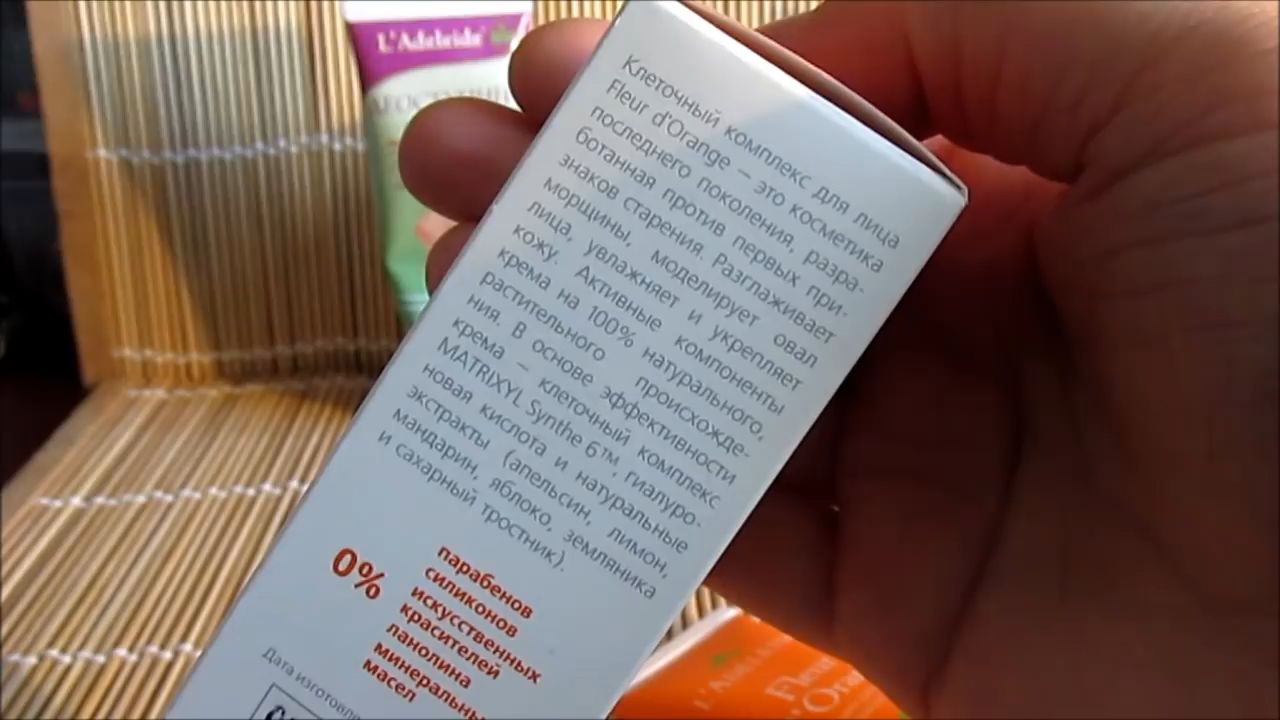 L'Adeleide
Клеточный комплекс для лица
Fleur d'Orange – это косметика
последнего поколения, разра-
ботанная против первых при-
знаков старения. Разглаживает
морщины, моделирует овал
лица, увлажняет и укрепляет
кожу. Активные компоненты
крема на 100% натурального,
растительного происхожде-
ния. В основе эффективности
крема – клеточный комплекс
MATRIXYL Synthe 6™, гиалуро-
новая кислота и натуральные
экстракты (апельсин, лимон,
мандарин, яблоко, земляника
и сахарный тростник).
0%
парабенов
силиконов
искусственных
красителей
ланолина
минеральны
масел
Дата изготовле